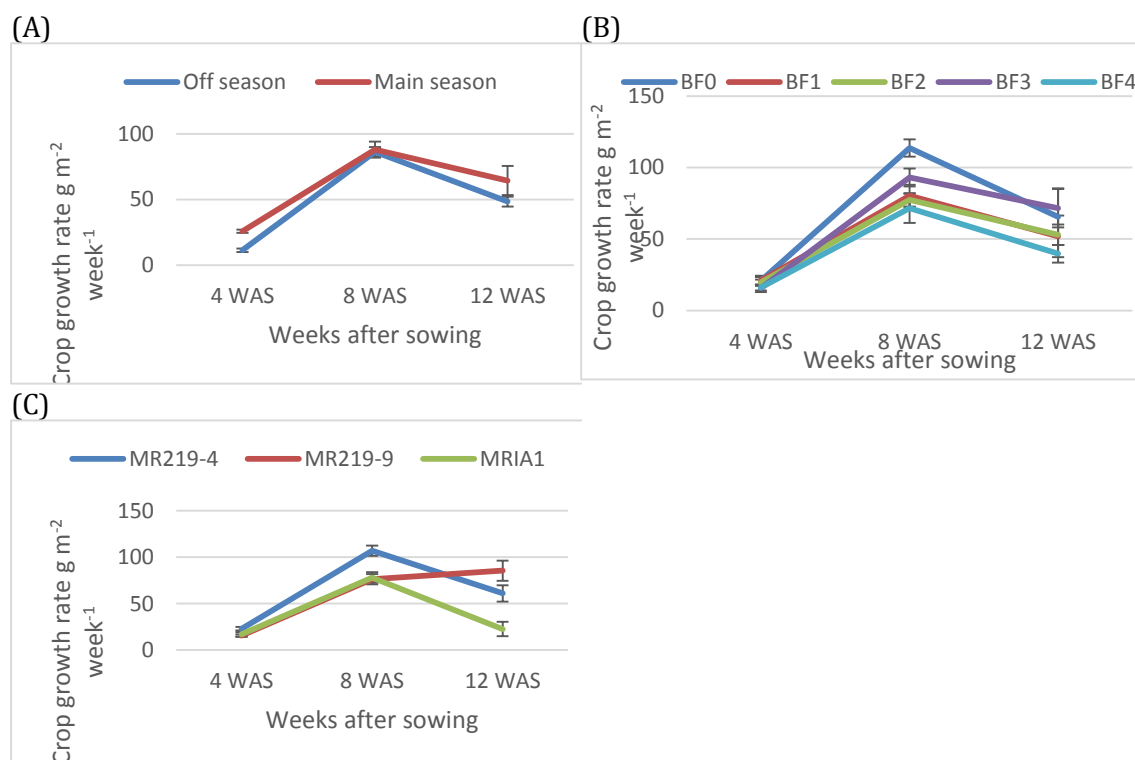 (A)
Off season Main season
Crop growth rate g m-2
week-1
100
50
0
4 WAS 8 WAS 12 WAS
Weeks after sowing
(B)
BF0 BF1 BF2 BF3 BF4
Crop growth rate g m-2
week-1
150
100
50
0
4 WAS 8 WAS 12 WAS
Weeks after sowing
(C)
MR219-4 MR219-9 MRIA1
Crop growth rate g m-2
week-1
150
100
50
0
4 WAS 8 WAS 12 WAS
Weeks after sowing